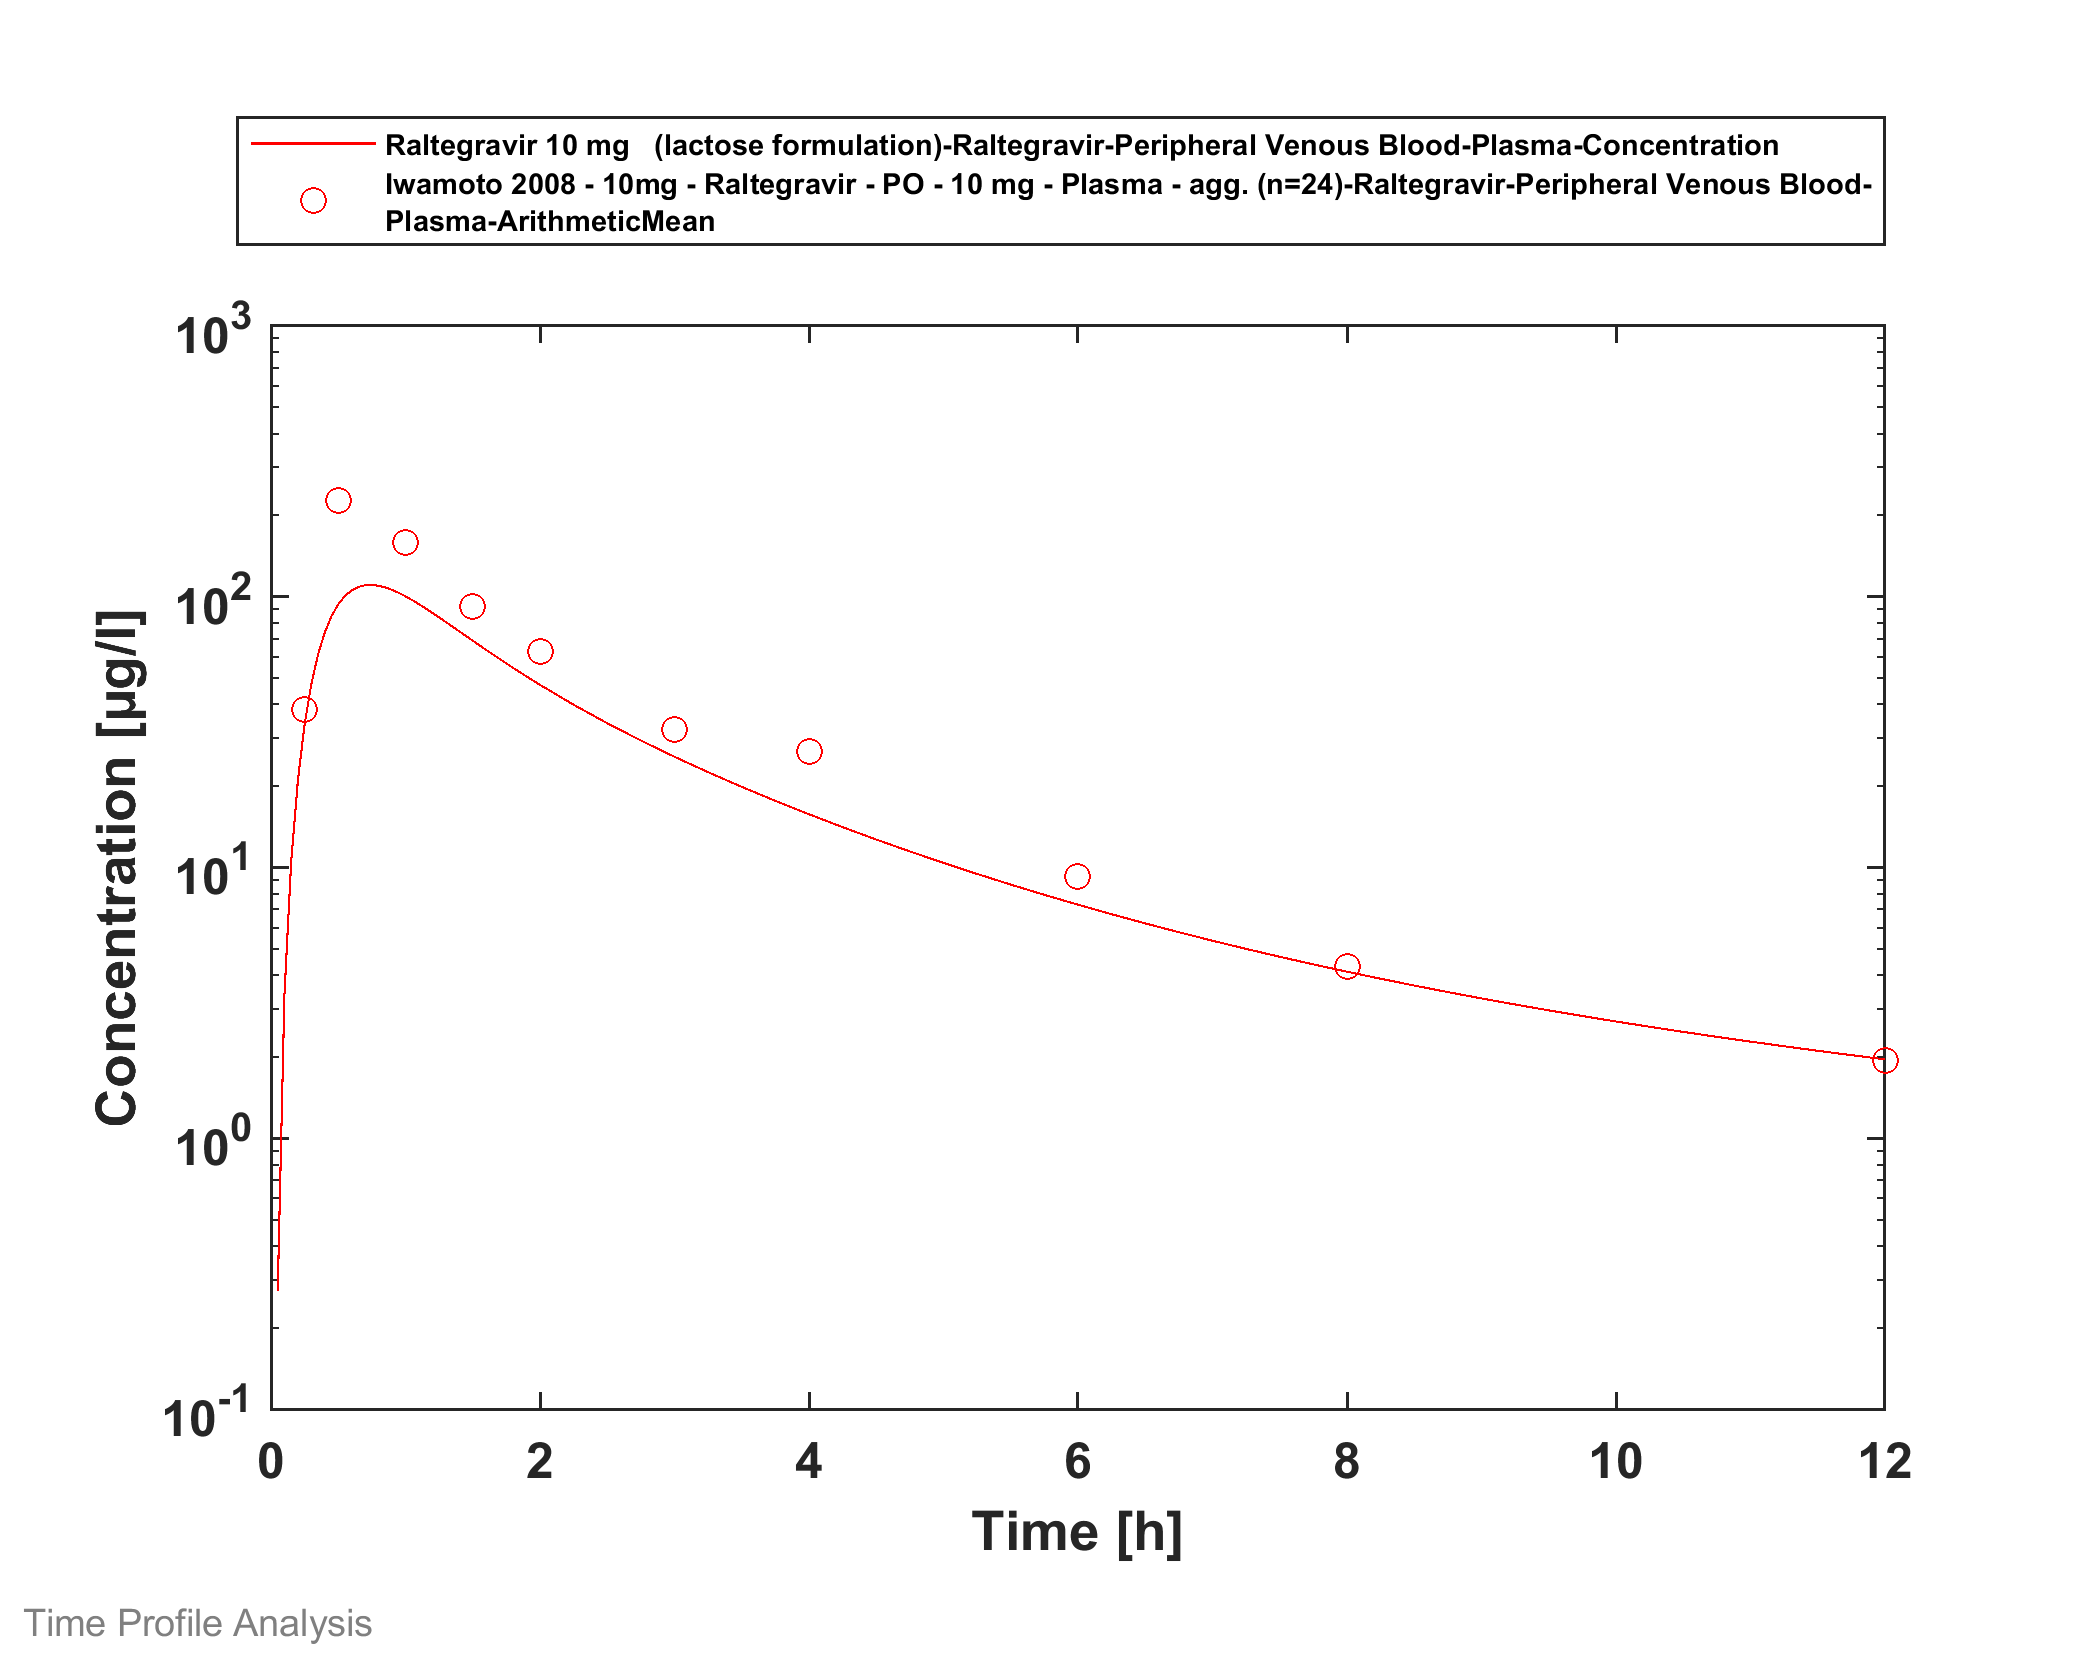 Raltegravir 10 mg   (lactose formulation)-Raltegravir-Peripheral Venous Blood-Plasma-Concentration
Iwamoto 2008 - 10mg - Raltegravir - PO - 10 mg - Plasma - agg. (n=24)-Raltegravir-Peripheral Venous Blood-
Plasma-ArithmeticMean
10^3
10^2
10^1
10^0
10^-1
Concentration [µg/l]
0 2 4 6 8 10 12
Time [h]
Time Profile Analysis